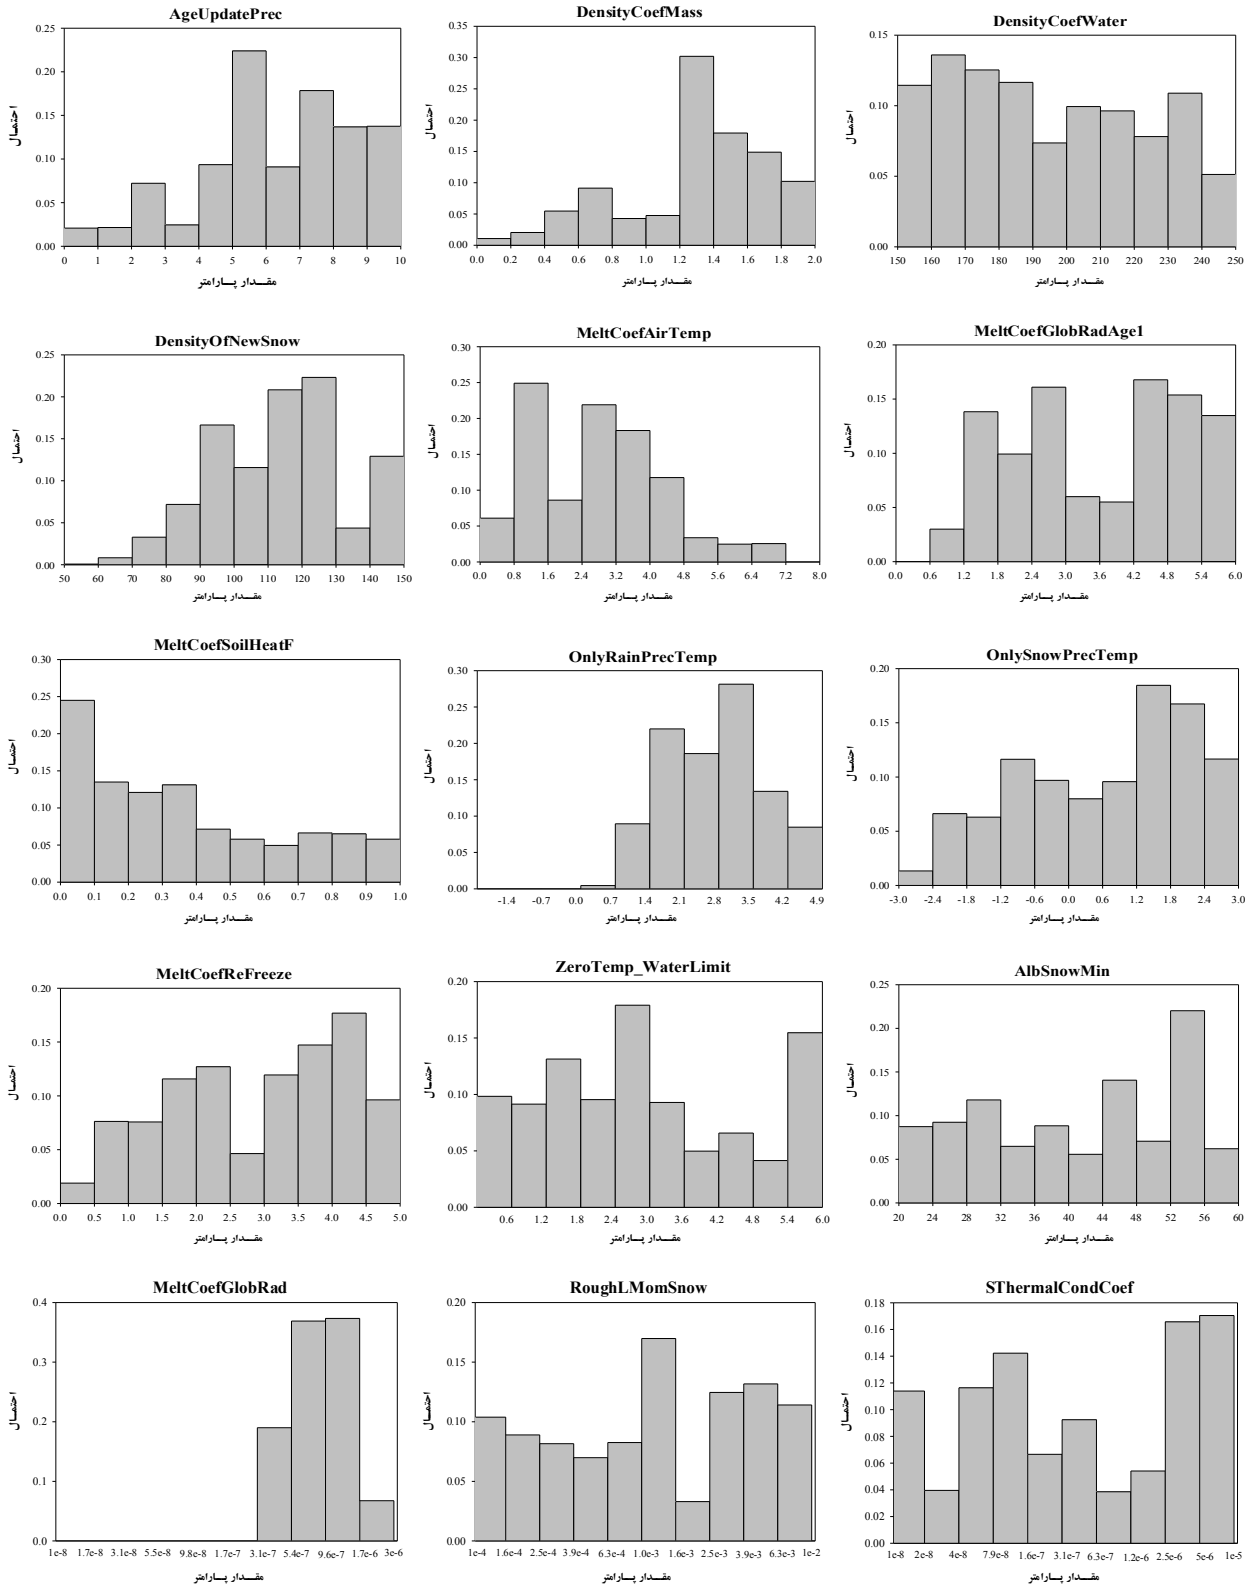 AgeUpdatePrec
0.25
0.20
0.15
0.10
0.05
0.00
احتمال
0 1 2 3 4 5 6 7 8 9 10
مقدار پارامتر
DensityCoefMass
0.35
0.30
0.25
0.20
0.15
0.10
0.05
0.00
احتمال
0.0 0.2 0.4 0.6 0.8 1.0 1.2 1.4 1.6 1.8 2.0
مقدار پارامتر
DensityCoefWater
0.15
0.10
0.05
0.00
احتمال
150 160 170 180 190 200 210 220 230 240 250
مقدار پارامتر
DensityOfNewSnow
0.25
0.20
0.15
0.10
0.05
0.00
احتمال
50 60 70 80 90 100 110 120 130 140 150
مقدار پارامتر
MeltCoefAirTemp
0.30
0.25
0.20
0.15
0.10
0.05
0.00
احتمال
0.0 0.8 1.6 2.4 3.2 4.0 4.8 5.6 6.4 7.2 8.0
مقدار پارامتر
MeltCoefGlobRadAge1
0.20
0.15
0.10
0.05
0.00
احتمال
0.0 0.6 1.2 1.8 2.4 3.0 3.6 4.2 4.8 5.4 6.0
مقدار پارامتر
MeltCoefSoilHeatF
0.30
0.25
0.20
0.15
0.10
0.05
0.00
احتمال
0.0 0.1 0.2 0.3 0.4 0.5 0.6 0.7 0.8 0.9 1.0
مقدار پارامتر
OnlyRainPrecTemp
0.30
0.25
0.20
0.15
0.10
0.05
0.00
احتمال
-1.4 -0.7 0.0 0.7 1.4 2.1 2.8 3.5 4.2 4.9
مقدار پارامتر
OnlySnowPrecTemp
0.20
0.15
0.10
0.05
0.00
احتمال
-3.0 -2.4 -1.8 -1.2 -0.6 0.0 0.6 1.2 1.8 2.4 3.0
مقدار پارامتر
MeltCoefReFreeze
0.20
0.15
0.10
0.05
0.00
احتمال
0.0 0.5 1.0 1.5 2.0 2.5 3.0 3.5 4.0 4.5 5.0
مقدار پارامتر
ZeroTemp_WaterLimit
0.20
0.15
0.10
0.05
0.00
احتمال
0.6 1.2 1.8 2.4 3.0 3.6 4.2 4.8 5.4 6.0
مقدار پارامتر
AlbSnowMin
0.25
0.20
0.15
0.10
0.05
0.00
احتمال
20 24 28 32 36 40 44 48 52 56 60
مقدار پارامتر
MeltCoefGlobRad
0.4
0.3
0.2
0.1
0.0
احتمال
1e-8 1.7e-8 3.1e-8 5.5e-8 9.8e-8 1.7e-7 3.1e-7 5.4e-7 9.6e-7 1.7e-6 3e-6
مقدار پارامتر
RoughLMomSnow
0.20
0.15
0.10
0.05
0.00
احتمال
1e-4 1.6e-4 2.5e-4 3.9e-4 6.3e-4 1.0e-3 1.6e-3 2.5e-3 3.9e-3 6.3e-3 1e-2
مقدار پارامتر
SThermalCondCoef
0.18
0.16
0.14
0.12
0.10
0.08
0.06
0.04
0.02
0.00
احتمال
1e-8 2e-8 4e-8 7.9e-8 1.6e-7 3.1e-7 6.3e-7 1.2e-6 2.5e-6 5e-6 1e-5
مقدار پارامتر